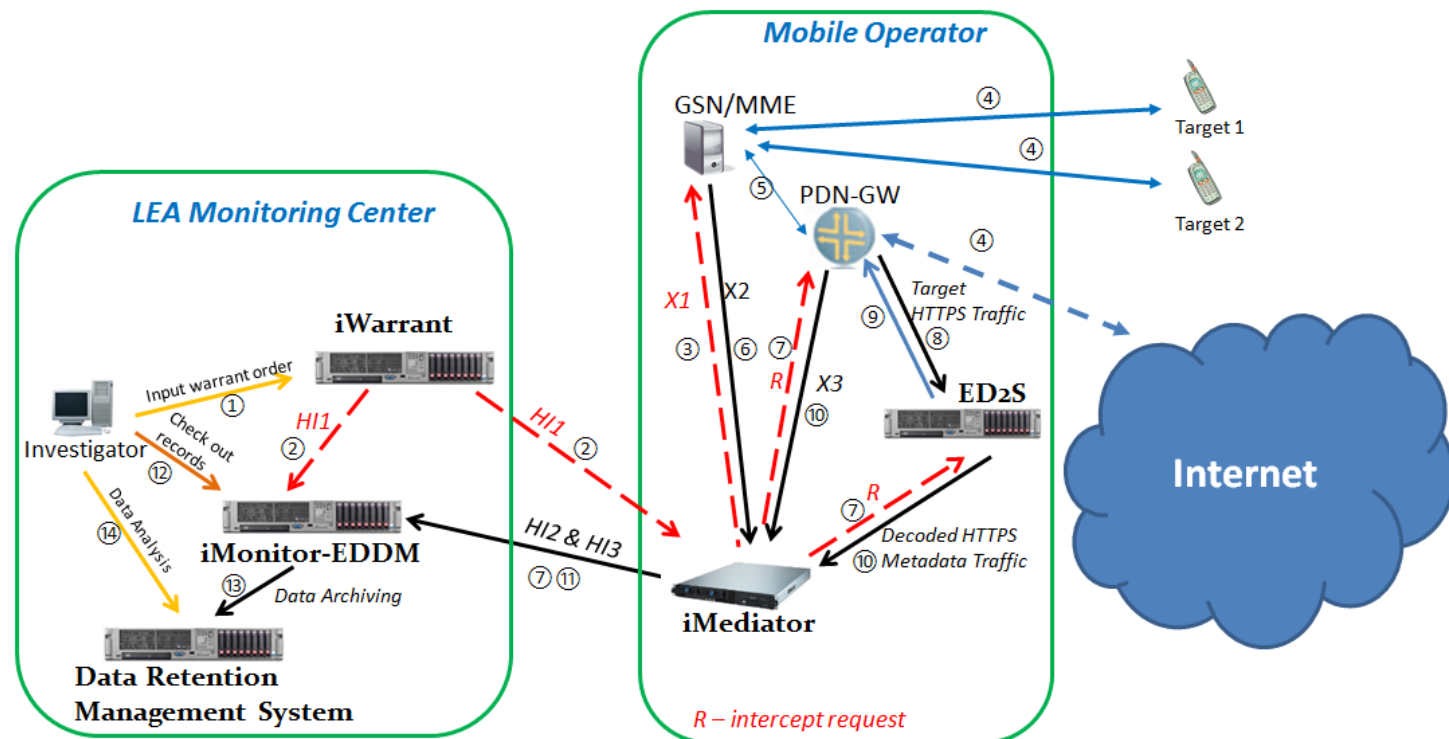 Mobile Operator
GSN/MME
④
Target 1
④
Target 2
⑤
PDN-GW
④
LEA Monitoring Center
X1
X2
③
⑥
⑦
R
X3
⑩
⑨
Target
HTTPS Traffic
⑧
ED2S
Internet
iWarrant
Input warrant order
①
Investigator
Check out
records
⑫
HI1
②
HI1
②
Data Analysis
⑭
iMonitor-EDDM
⑬
Data Archiving
HI2 & HI3
⑦ ⑪
R
⑦
Decoded HTTPS
⑩ Metadata Traffic
iMediator
Data Retention
Management System
R – intercept request